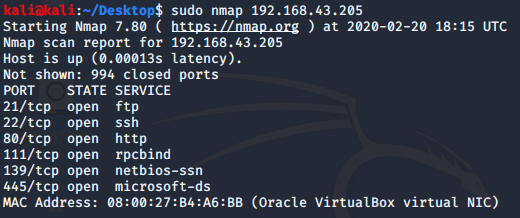 kali@kali:~/Desktop$ sudo nmap 192.168.43.205
Starting Nmap 7.80 ( https://nmap.org ) at 2020-02-20 18:15 UTC
Nmap scan report for 192.168.43.205
Host is up (0.00013s latency).
Not shown: 994 closed ports
PORT    STATE SERVICE
21/tcp  open  ftp
22/tcp  open  ssh
80/tcp  open  http
111/tcp open  rpcbind
139/tcp open  netbios-ssn
445/tcp open  microsoft-ds
MAC Address: 08:00:27:B4:A6:BB (Oracle VirtualBox virtual NIC)